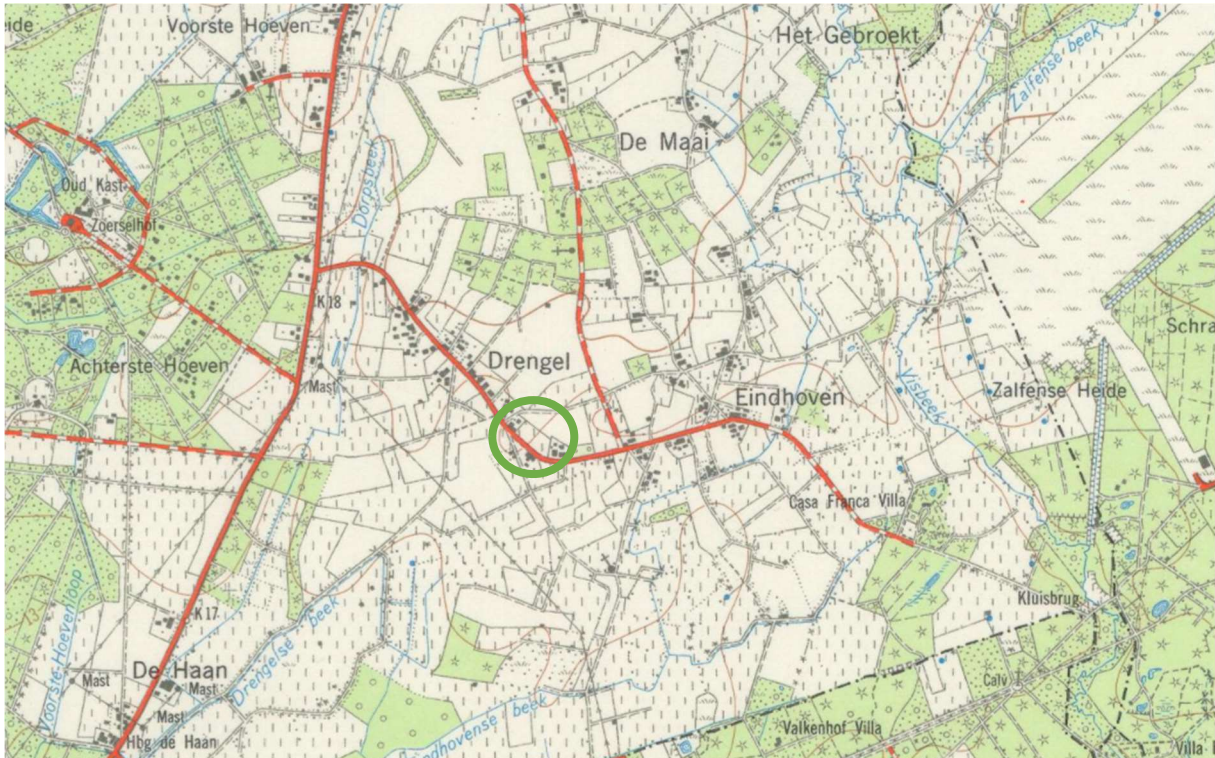 Voorste Hoeven
Het Gebroekt
Zalfense beek
De Maai
Dorpsbeek
Oud Kast.
Zoerselhof
K 18
Schra
Drengel
Achterste Hoeven
Mast
Eindhoven
Visbeek
Zalfense Heide
Casa Franca Villa
Voorste Hoevenloop
K 17
Kluisbrug
De Haan
Mast
Mast
Drengelse beek
Calv.
Mast
Hbg de Haan
Eindhovense beek
Valkenhof Villa
Villa